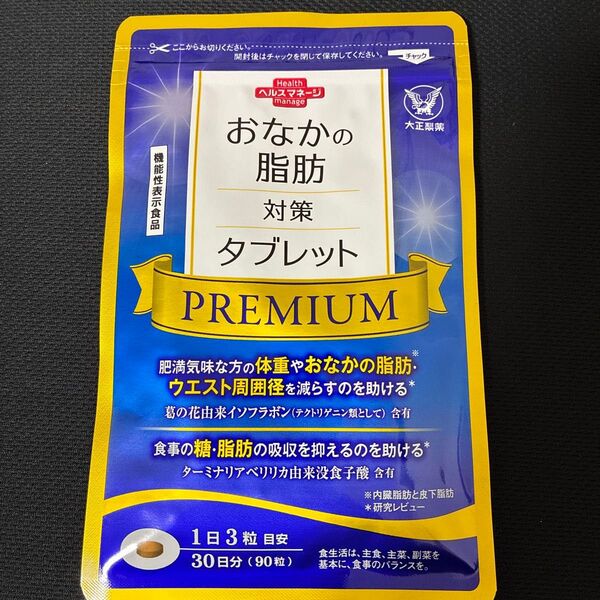 ここからお切りください。
開封後はチャックを閉じて保存してください。
チャック
Health
ヘルスマネージ
manage
大正製薬
機能性表示食品
おなかの
脂肪
対策
タブレット
PREMIUM
肥満気味な方の体重やおなかの脂肪※・
ウエスト周囲径を減らすのを助ける*
葛の花由来イソフラボン(テクトリゲニン類として)含有
食事の糖・脂肪の吸収を抑えるのを助ける*
ターミナリアベリリカ由来没食子酸 含有
※内臓脂肪と皮下脂肪
*研究レビュー
1日3粒 目安
30日分(90粒)
食生活は、主食、主菜、副菜を
基本に、食事のバランスを。